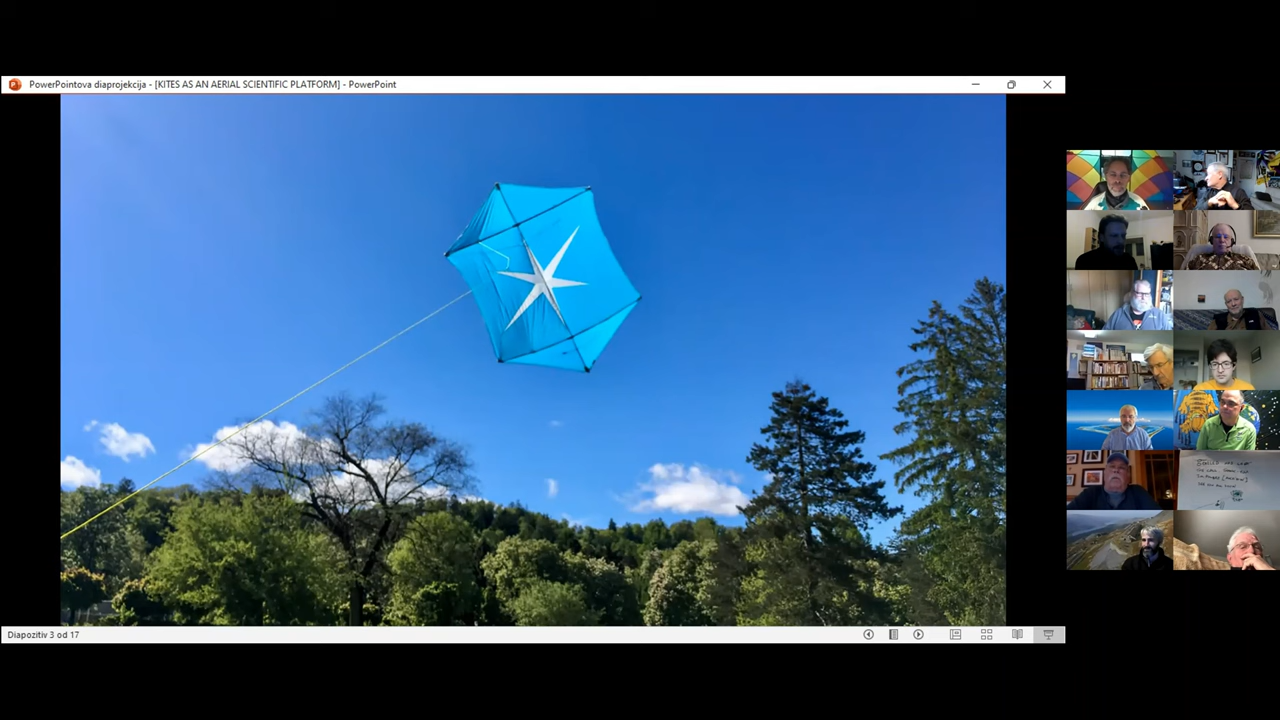 PowerPointova diaprojekcija - [KITES AS AN AERIAL SCIENTIFIC PLATFORM] - PowerPoint
Diapozitiv 3 od 17